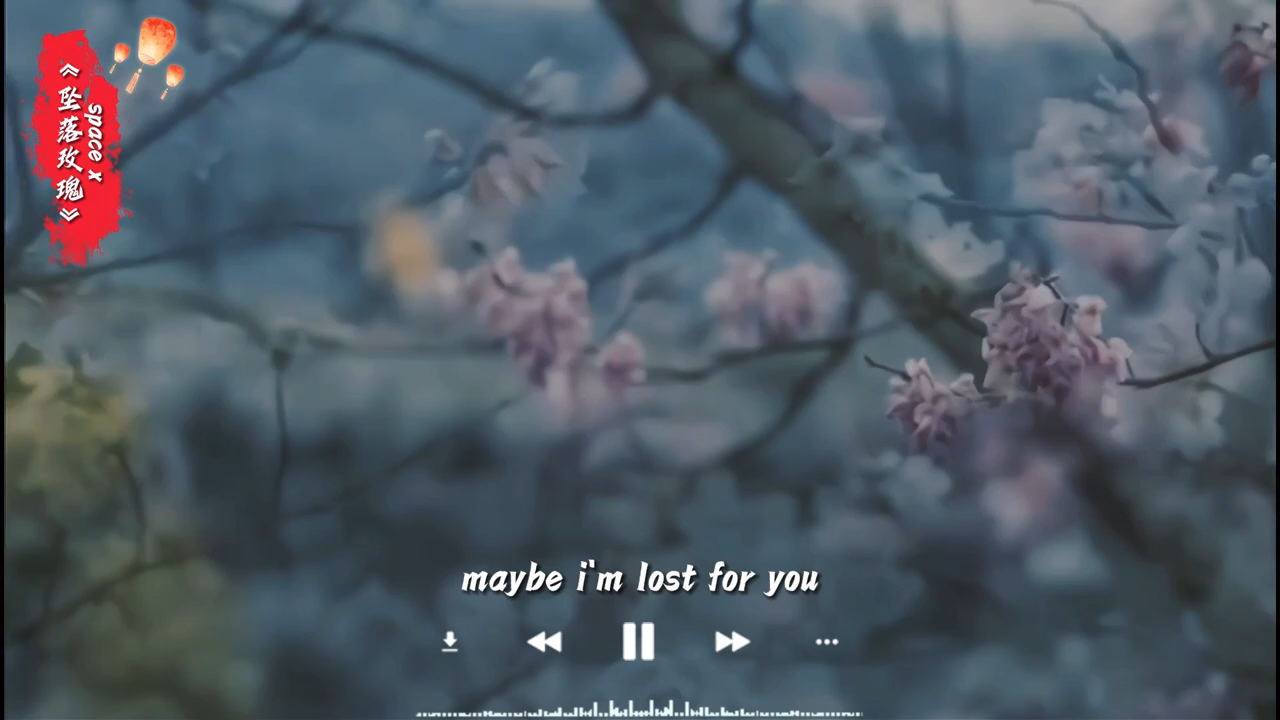 《坠落玫瑰》
space x
maybe i'm lost for you